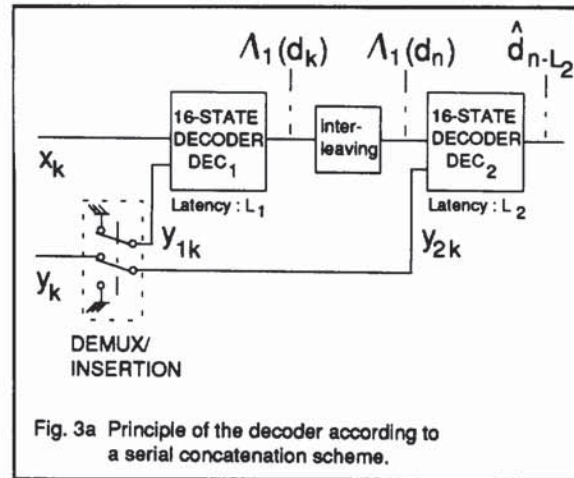 Λ₁(dₖ) Λ₁(dₙ) d̂ₙ₋L₂
16-STATE
DECODER
DEC₁
inter-
leaving
16-STATE
DECODER
DEC₂
xₖ
Latency : L₁
Latency : L₂
y₁ₖ
y₂ₖ
yₖ
DEMUX/
INSERTION
Fig. 3a Principle of the decoder according to
a serial concatenation scheme.